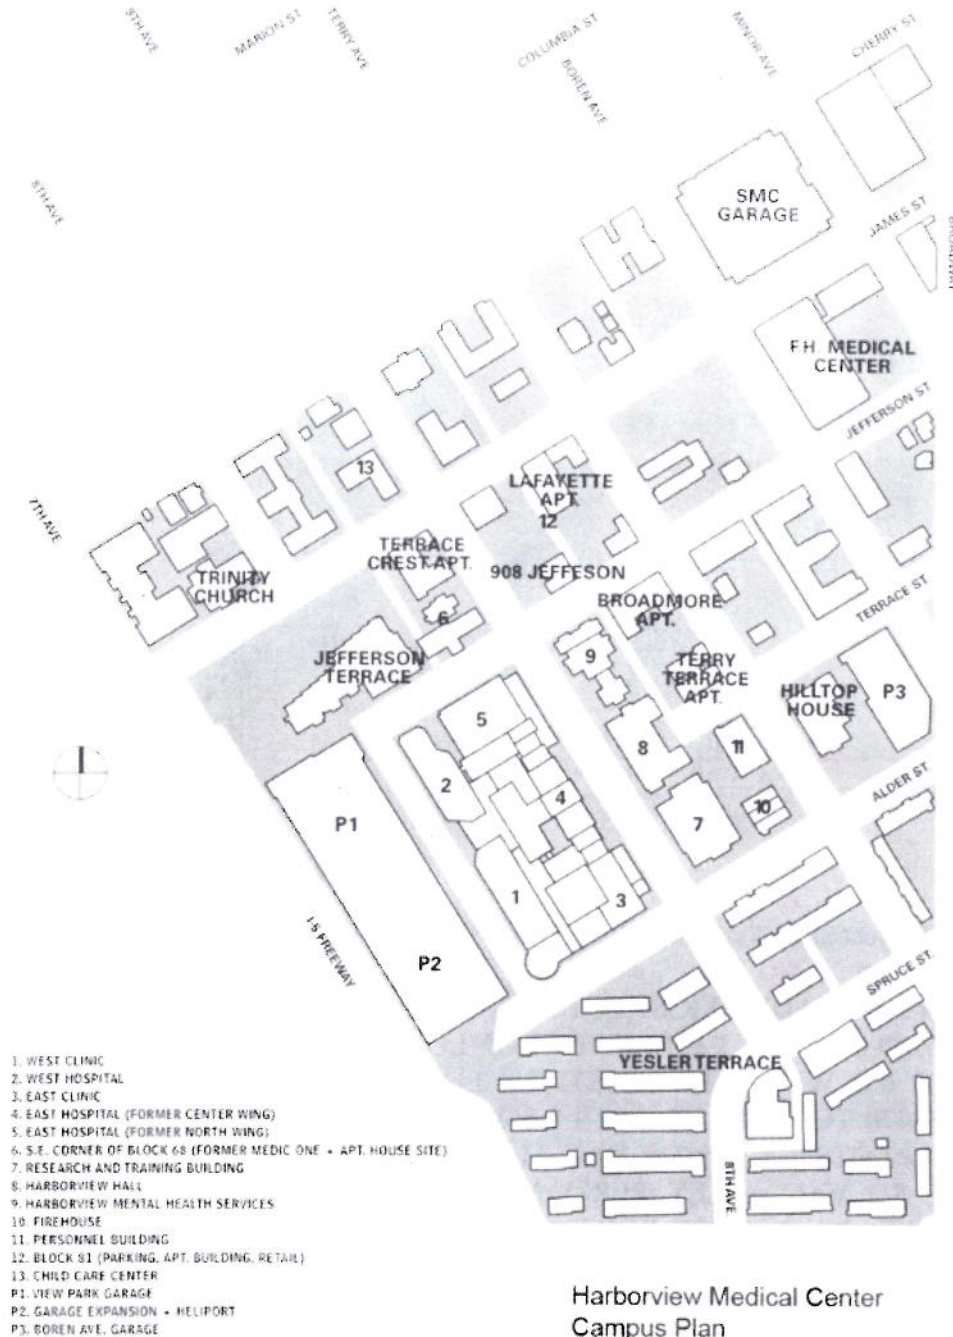 9TH AVE
MARION ST
TERRY AVE
COLUMBIA ST
BOREN AVE
MINOR AVE
CHERRY ST
8TH AVE
SMC
GARAGE
JAMES ST
BROADWAY
F.H. MEDICAL
CENTER
JEFFERSON ST
13
LAFAYETTE
APT.
12
7TH AVE
TERRACE
CREST APT.
908 JEFFESON
TRINITY
CHURCH
BROADMORE
APT.
TERRACE ST
6
JEFFERSON
TERRACE
9
TERRY
TERRACE
APT.
HILLTOP
HOUSE
P3
5
8
11
2
4
10
ALDER ST.
P1
7
1
3
I-5 FREEWAY
P2
SPRUCE ST.
YESLER TERRACE
8TH AVE
1. WEST CLINIC
2. WEST HOSPITAL
3. EAST CLINIC
4. EAST HOSPITAL (FORMER CENTER WING)
5. EAST HOSPITAL (FORMER NORTH WING)
6. S.E. CORNER OF BLOCK 68 (FORMER MEDIC ONE + APT. HOUSE SITE)
7. RESEARCH AND TRAINING BUILDING
8. HARBORVIEW HALL
9. HARBORVIEW MENTAL HEALTH SERVICES
10. FIREHOUSE
11. PERSONNEL BUILDING
12. BLOCK 81 (PARKING, APT. BUILDING, RETAIL)
13. CHILD CARE CENTER
P1. VIEW PARK GARAGE
P2. GARAGE EXPANSION + HELIPORT
P3. BOREN AVE. GARAGE
Harborview Medical Center
Campus Plan